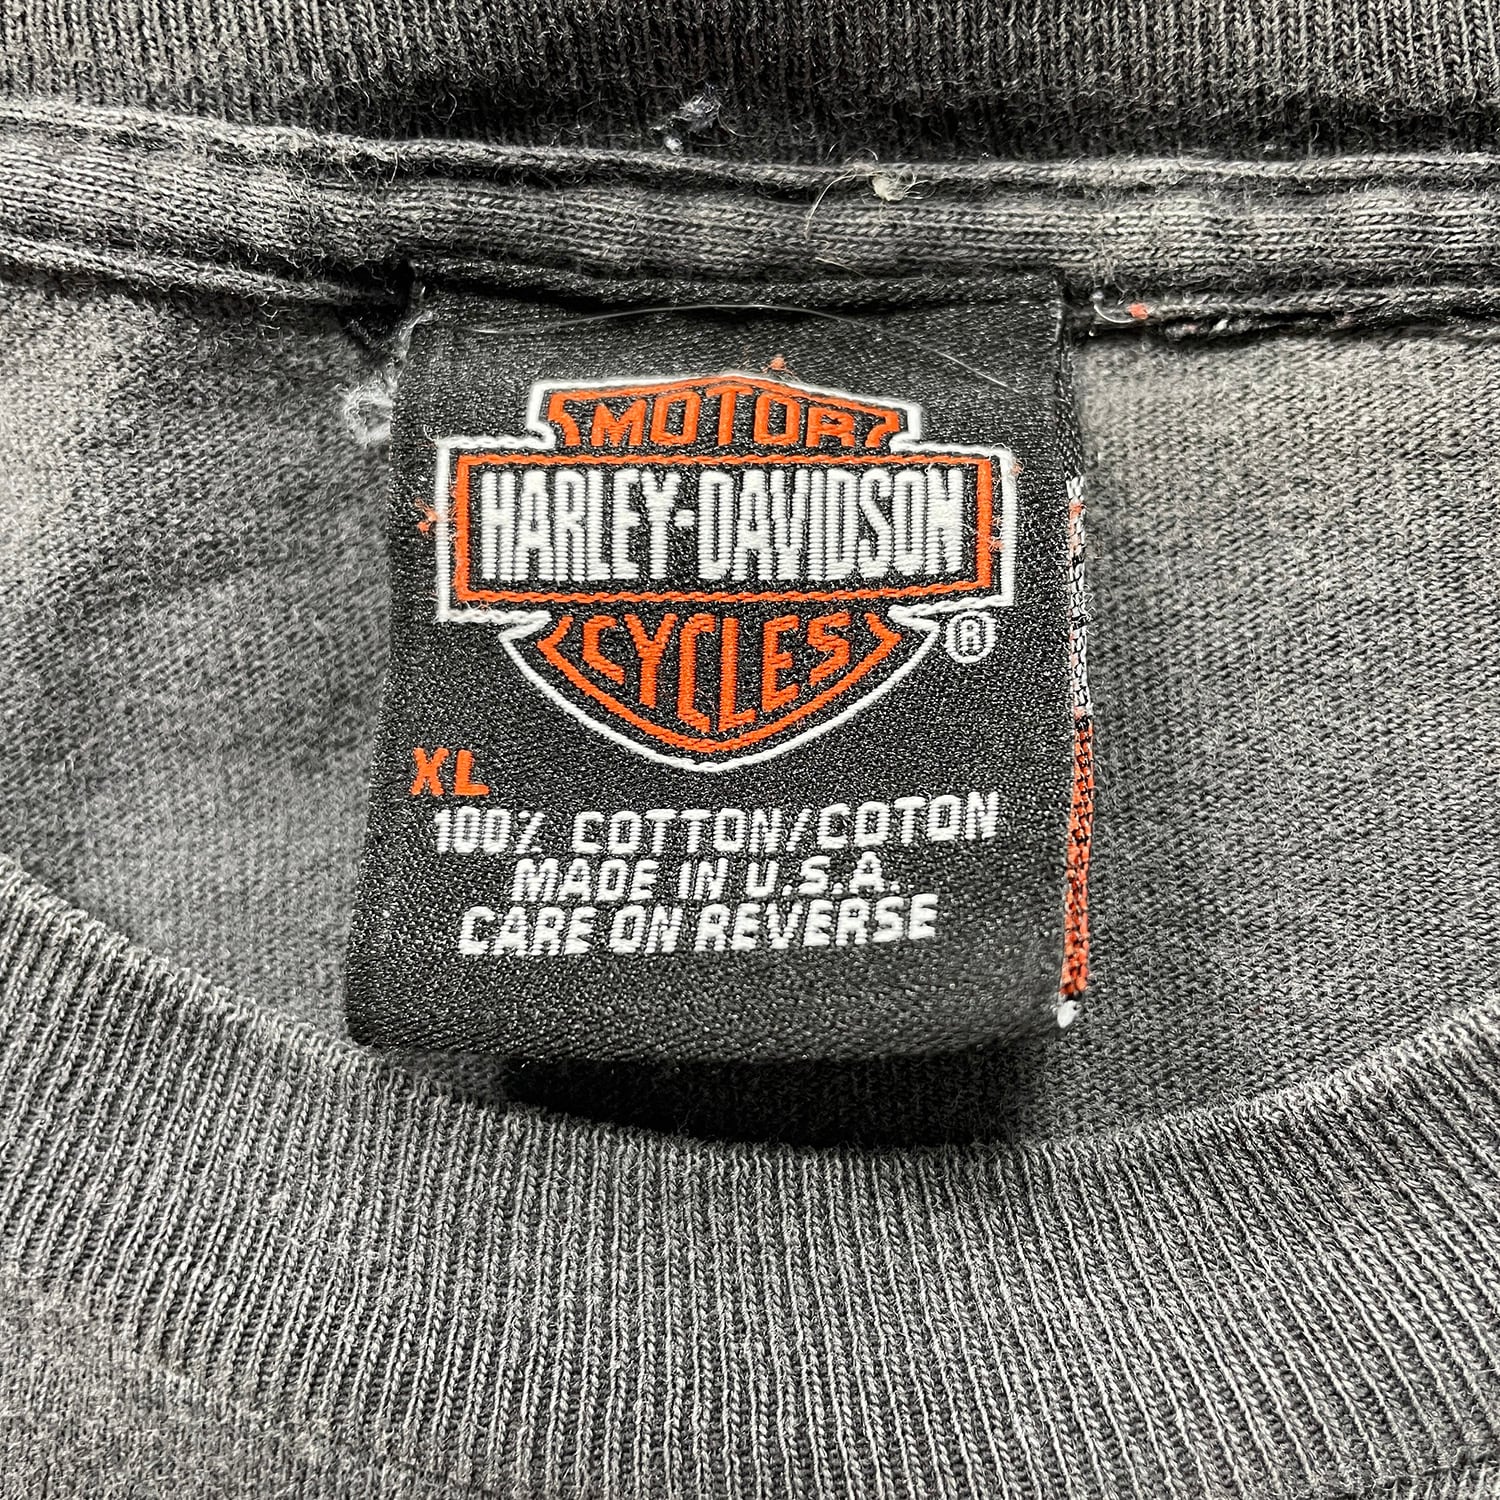 MOTOR
HARLEY-DAVIDSON
CYCLES
®
XL
100% COTTON/COTON
MADE IN U.S.A.
CARE ON REVERSE